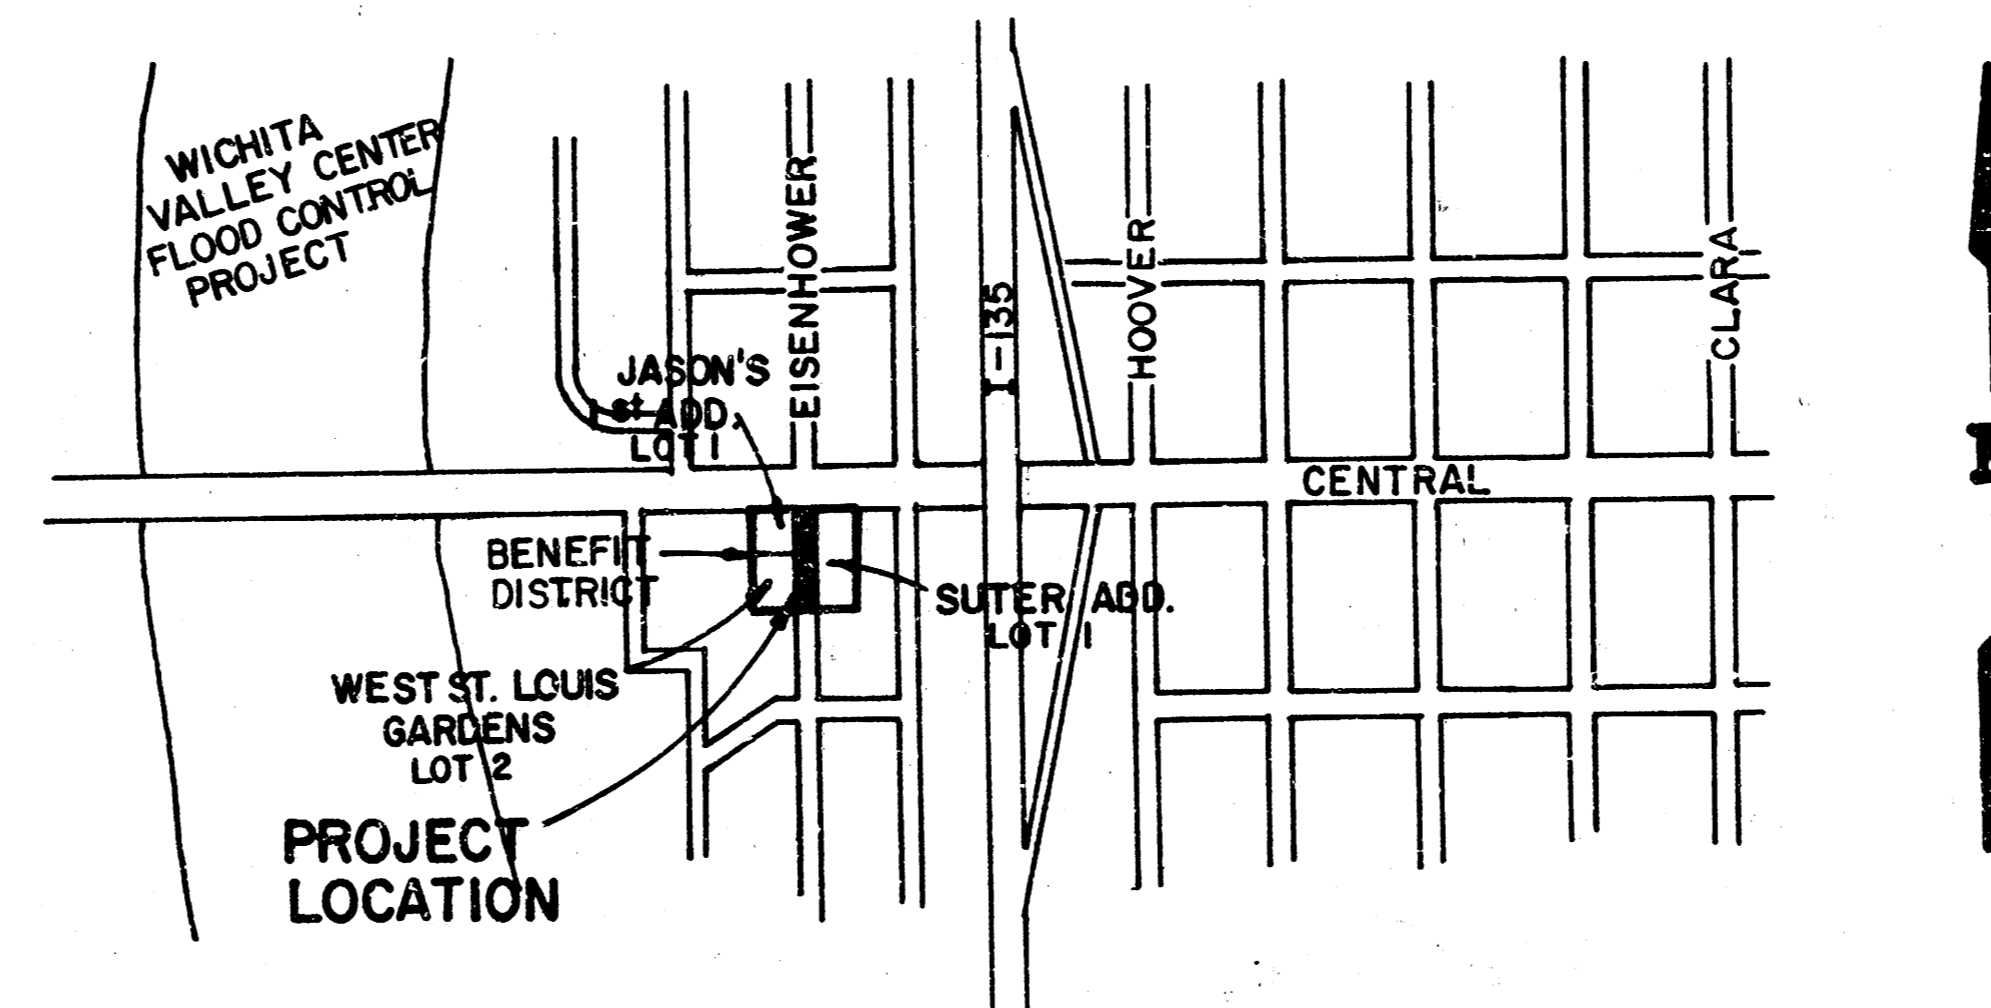 WICHITA
VALLEY CENTER
FLOOD CONTROL
PROJECT
EISENHOWER
I-135
HOOVER
CLARA
JASON'S
1st ADD.
LOT 1
CENTRAL
BENEFIT
DISTRICT
SUTER ADD.
LOT 1
WEST ST. LOUIS
GARDENS
LOT 2
PROJECT
LOCATION